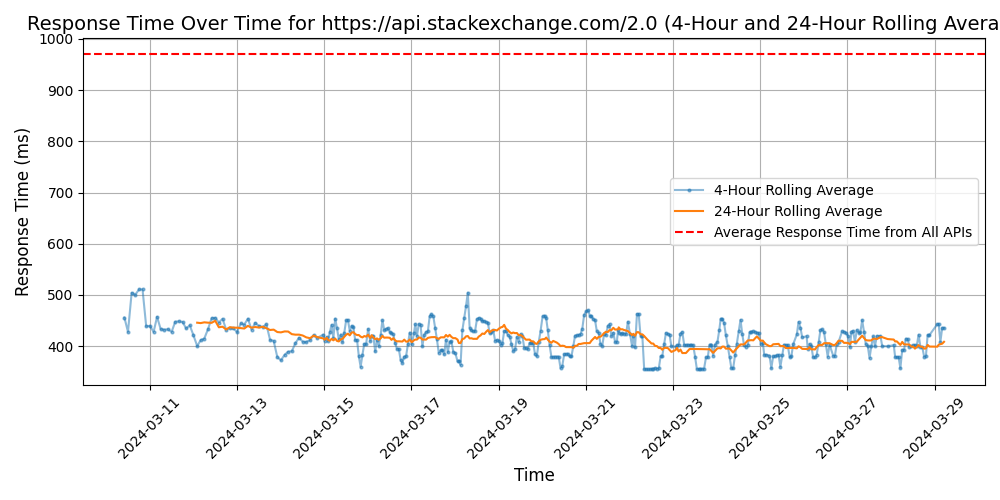 Response Time Over Time for https://api.stackexchange.com/2.0 (4-Hour and 24-Hour Rolling Avera
1000
900
800
700
600
500
400
Response Time (ms)
4-Hour Rolling Average
24-Hour Rolling Average
Average Response Time from All APIs
2024-03-11
2024-03-13
2024-03-15
2024-03-17
2024-03-19
2024-03-21
2024-03-23
2024-03-25
2024-03-27
2024-03-29
Time